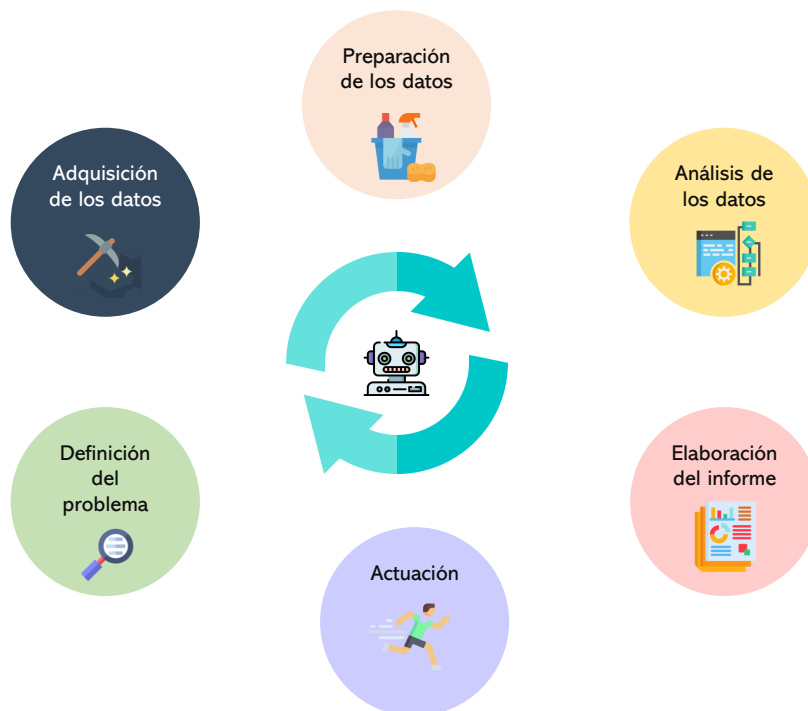 Preparación
de los datos
Adquisición
de los datos
Análisis de
los datos
Definición
del
problema
Elaboración
del informe
Actuación